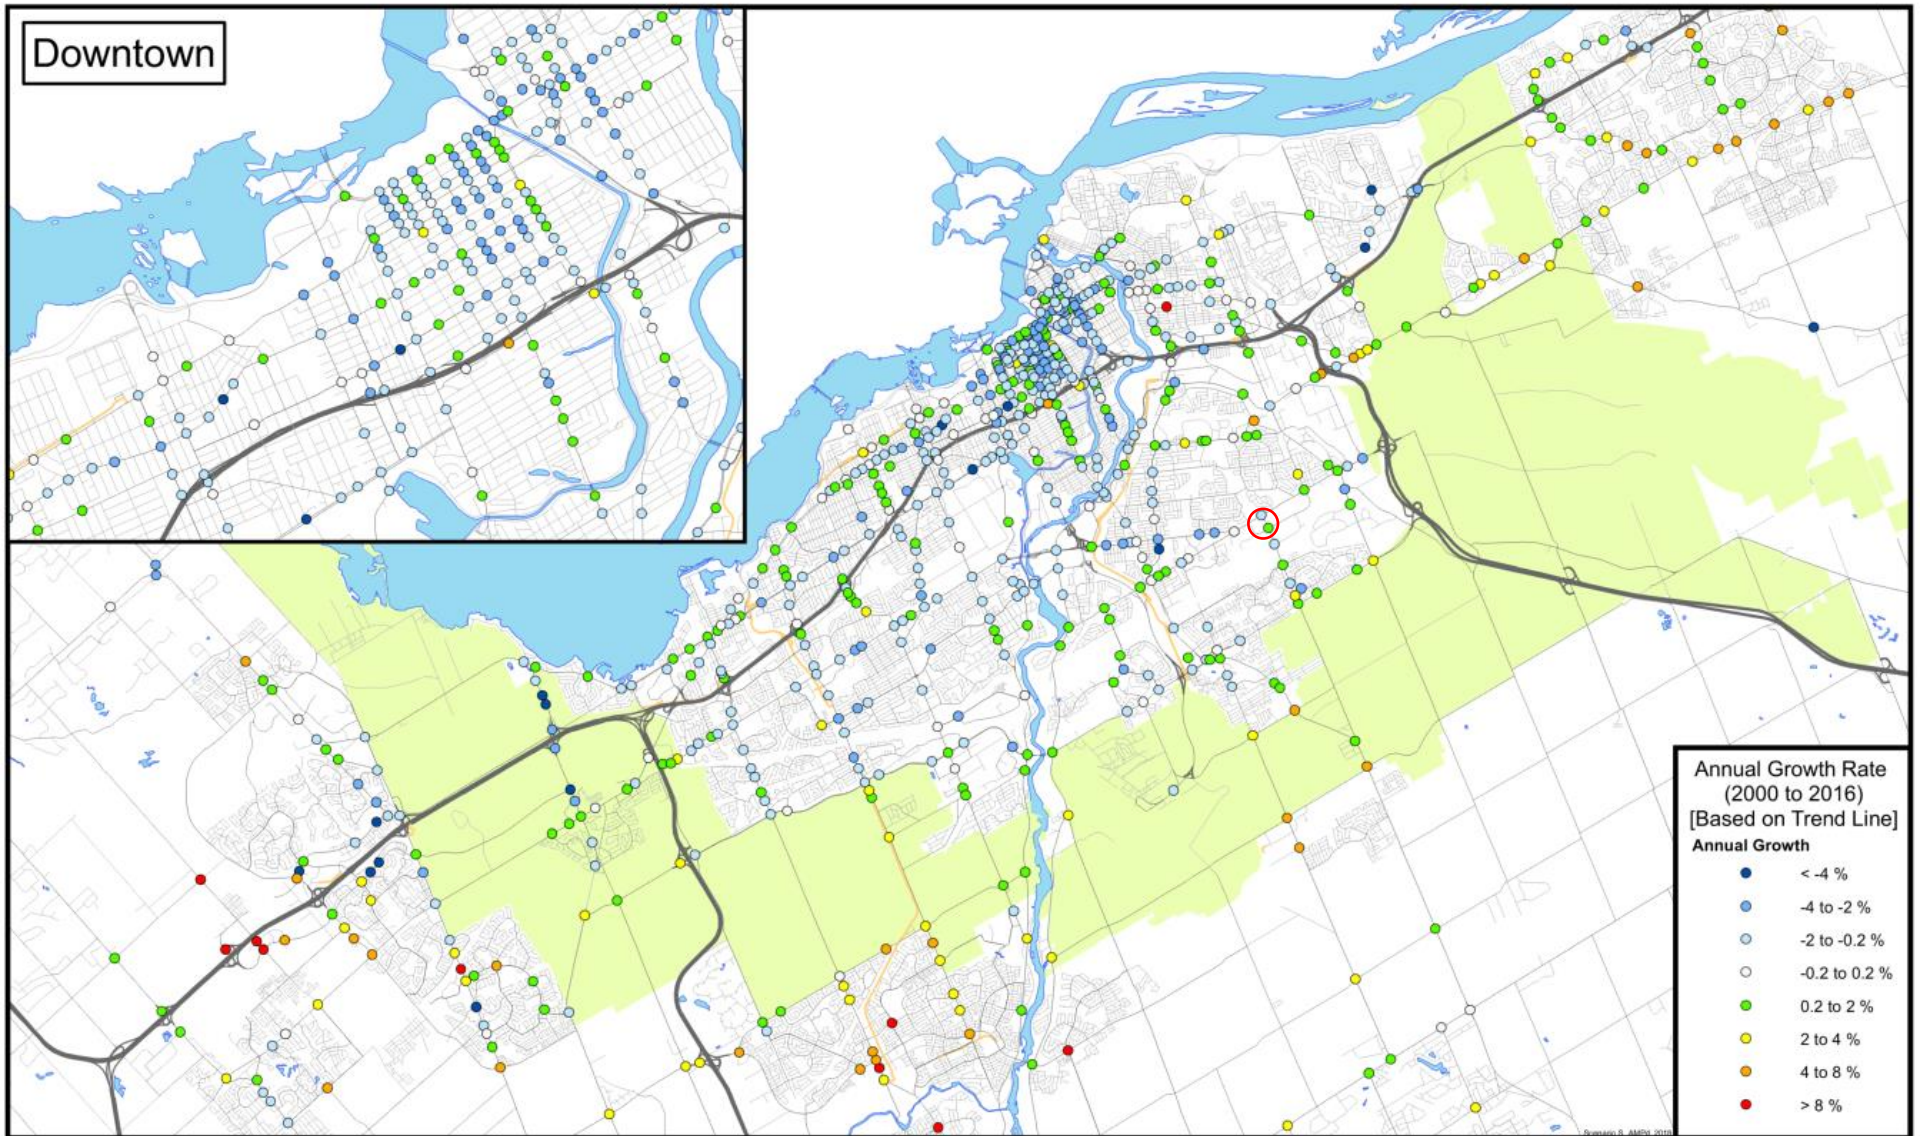 Downtown
Annual Growth Rate
(2000 to 2016)
[Based on Trend Line]
Annual Growth
< -4 %
-4 to -2 %
-2 to -0.2 %
-0.2 to 0.2 %
0.2 to 2 %
2 to 4 %
4 to 8 %
> 8 %